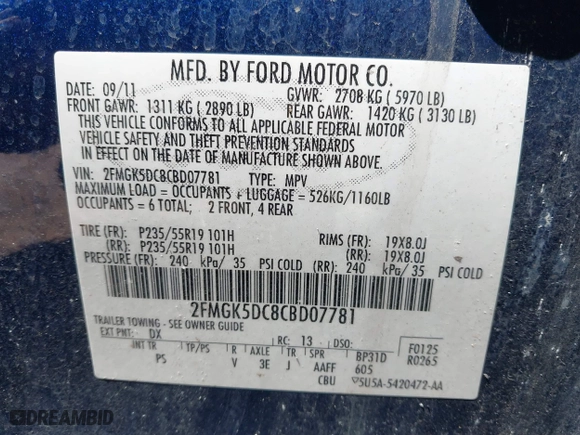 MFD. BY FORD MOTOR CO.
DATE: 09/11 GVWR: 2708 KG ( 5970 LB)
FRONT GAWR: 1311 KG ( 2890 LB) REAR GAWR: 1420 KG ( 3130 LB)
THIS VEHICLE CONFORMS TO ALL APPLICABLE FEDERAL MOTOR
VEHICLE SAFETY AND THEFT PREVENTION STANDARDS
IN EFFECT ON THE DATE OF MANUFACTURE SHOWN ABOVE.
VIN: 2FMGK5DC8CBD07781 TYPE: MPV
MAXIMUM LOAD = OCCUPANTS + LUGGAGE = 526KG/1160LB
OCCUPANTS = 6 TOTAL; 2 FRONT, 4 REAR
TIRE (FR): P235/55R19 101H RIMS (FR): 19X8.0J
(RR): P235/55R19 101H (RR): 19X8.0J
PRESSURE (FR): 240 kPa/ 35 PSI COLD (RR): 240 kPa/ 35 PSI COLD
2FMGK5DC8CBD07781
TRAILER TOWING - SEE OWNER GUIDE
EXT PNT: DX RC: 13 DSO: F0125
INT TR TP/PS R AXLE TR SPR BP31D R0265
PS V 3E J AAFF 605
CBU 5U5A-5420472-AA
DREAMBID